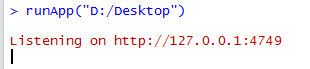 > runApp("D:/Desktop")
Listening on http://127.0.0.1:4749